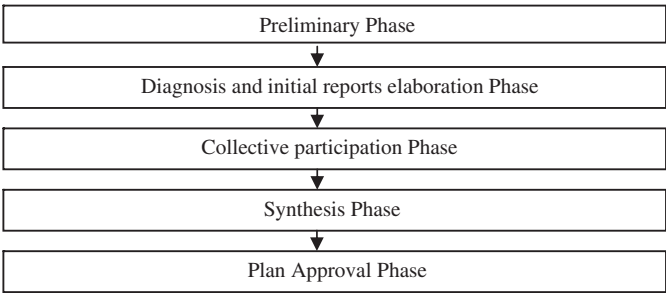 Preliminary Phase
Diagnosis and initial reports elaboration Phase
Collective participation Phase
Synthesis Phase
Plan Approval Phase